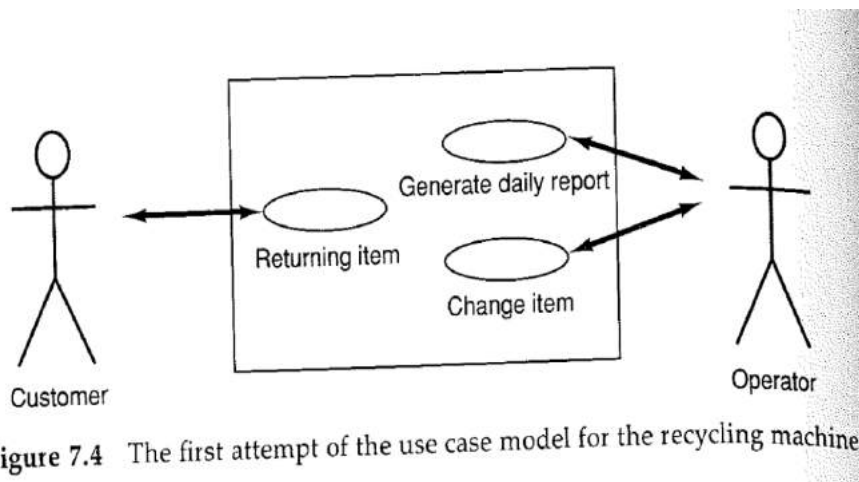 Generate daily report
Returning item
Change item
Customer
Operator
igure 7.4 The first attempt of the use case model for the recycling machine